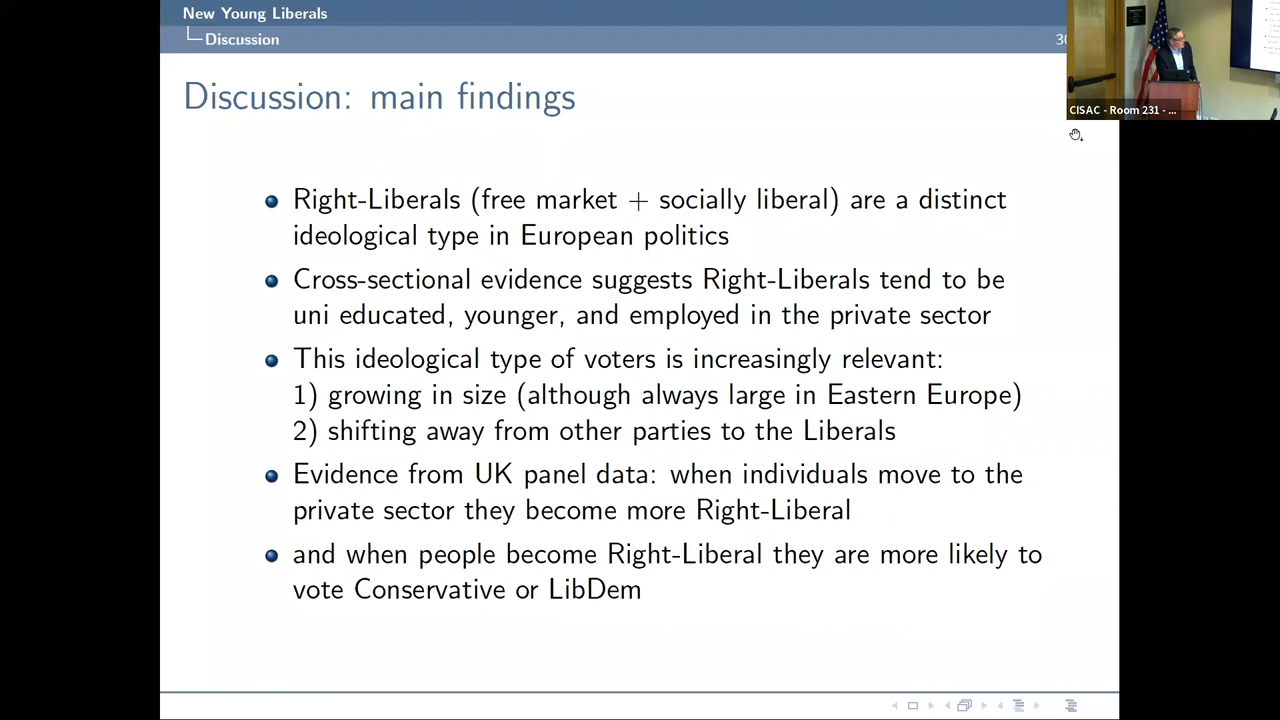 New Young Liberals
Discussion
30
CISAC - Room 231 - ...
Discussion: main findings
Right-Liberals (free market + socially liberal) are a distinct
ideological type in European politics
Cross-sectional evidence suggests Right-Liberals tend to be
uni educated, younger, and employed in the private sector
This ideological type of voters is increasingly relevant:
1) growing in size (although always large in Eastern Europe)
2) shifting away from other parties to the Liberals
Evidence from UK panel data: when individuals move to the
private sector they become more Right-Liberal
and when people become Right-Liberal they are more likely to
vote Conservative or LibDem